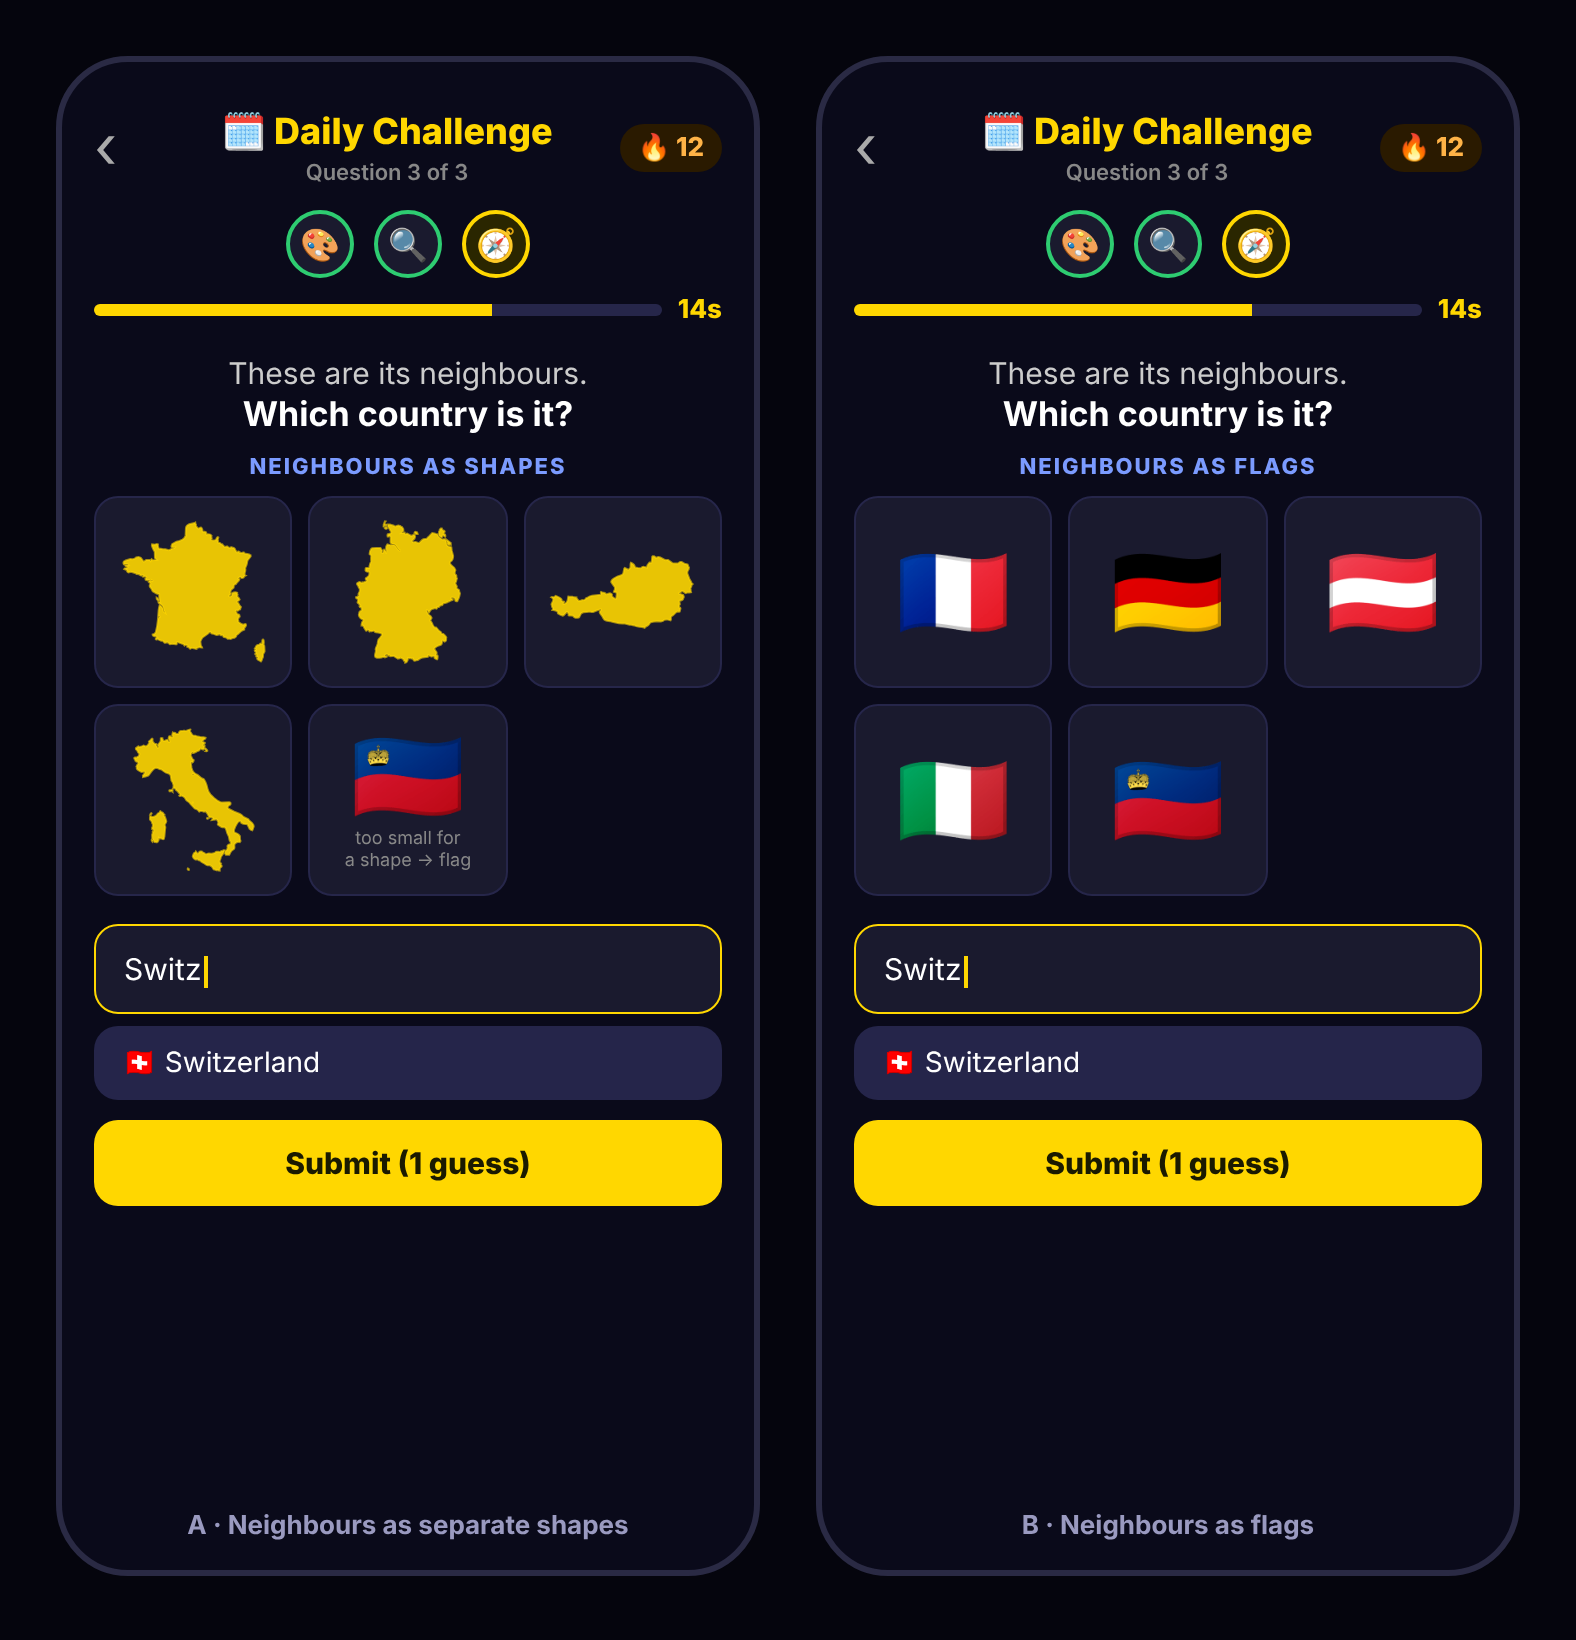 Daily Challenge
Question 3 of 3
12
14s
These are its neighbours.
Which country is it?
NEIGHBOURS AS SHAPES
too small for
a shape → flag
Switz
Switzerland
Submit (1 guess)
A · Neighbours as separate shapes
Daily Challenge
Question 3 of 3
12
14s
These are its neighbours.
Which country is it?
NEIGHBOURS AS FLAGS
Switz
Switzerland
Submit (1 guess)
B · Neighbours as flags